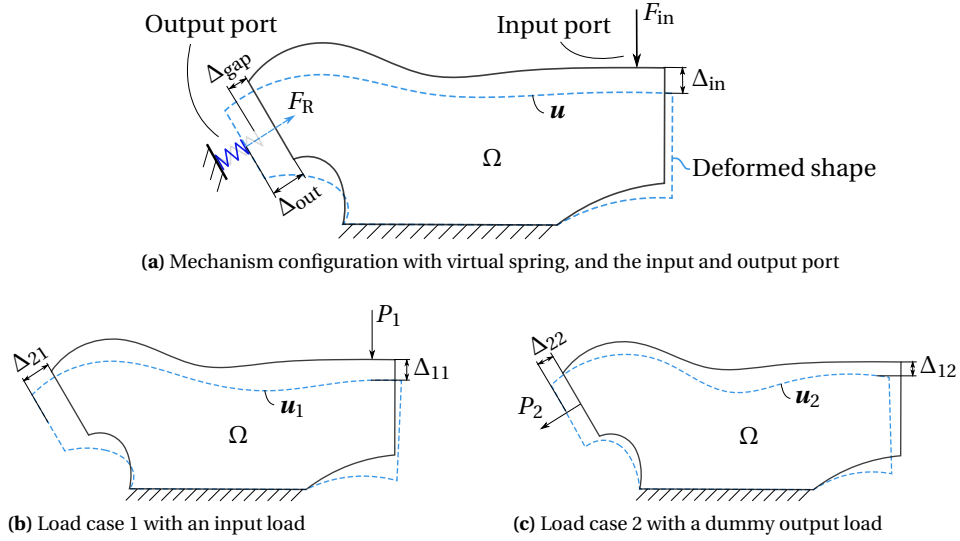 Output port
Input port
F_in
Δ_gap
Δ_in
F_R
u
Ω
Deformed shape
Δ_out
(a) Mechanism configuration with virtual spring, and the input and output port
P_1
Δ_21
Δ_11
u_1
Ω
(b) Load case 1 with an input load
Δ_22
Δ_12
P_2
u_2
Ω
(c) Load case 2 with a dummy output load